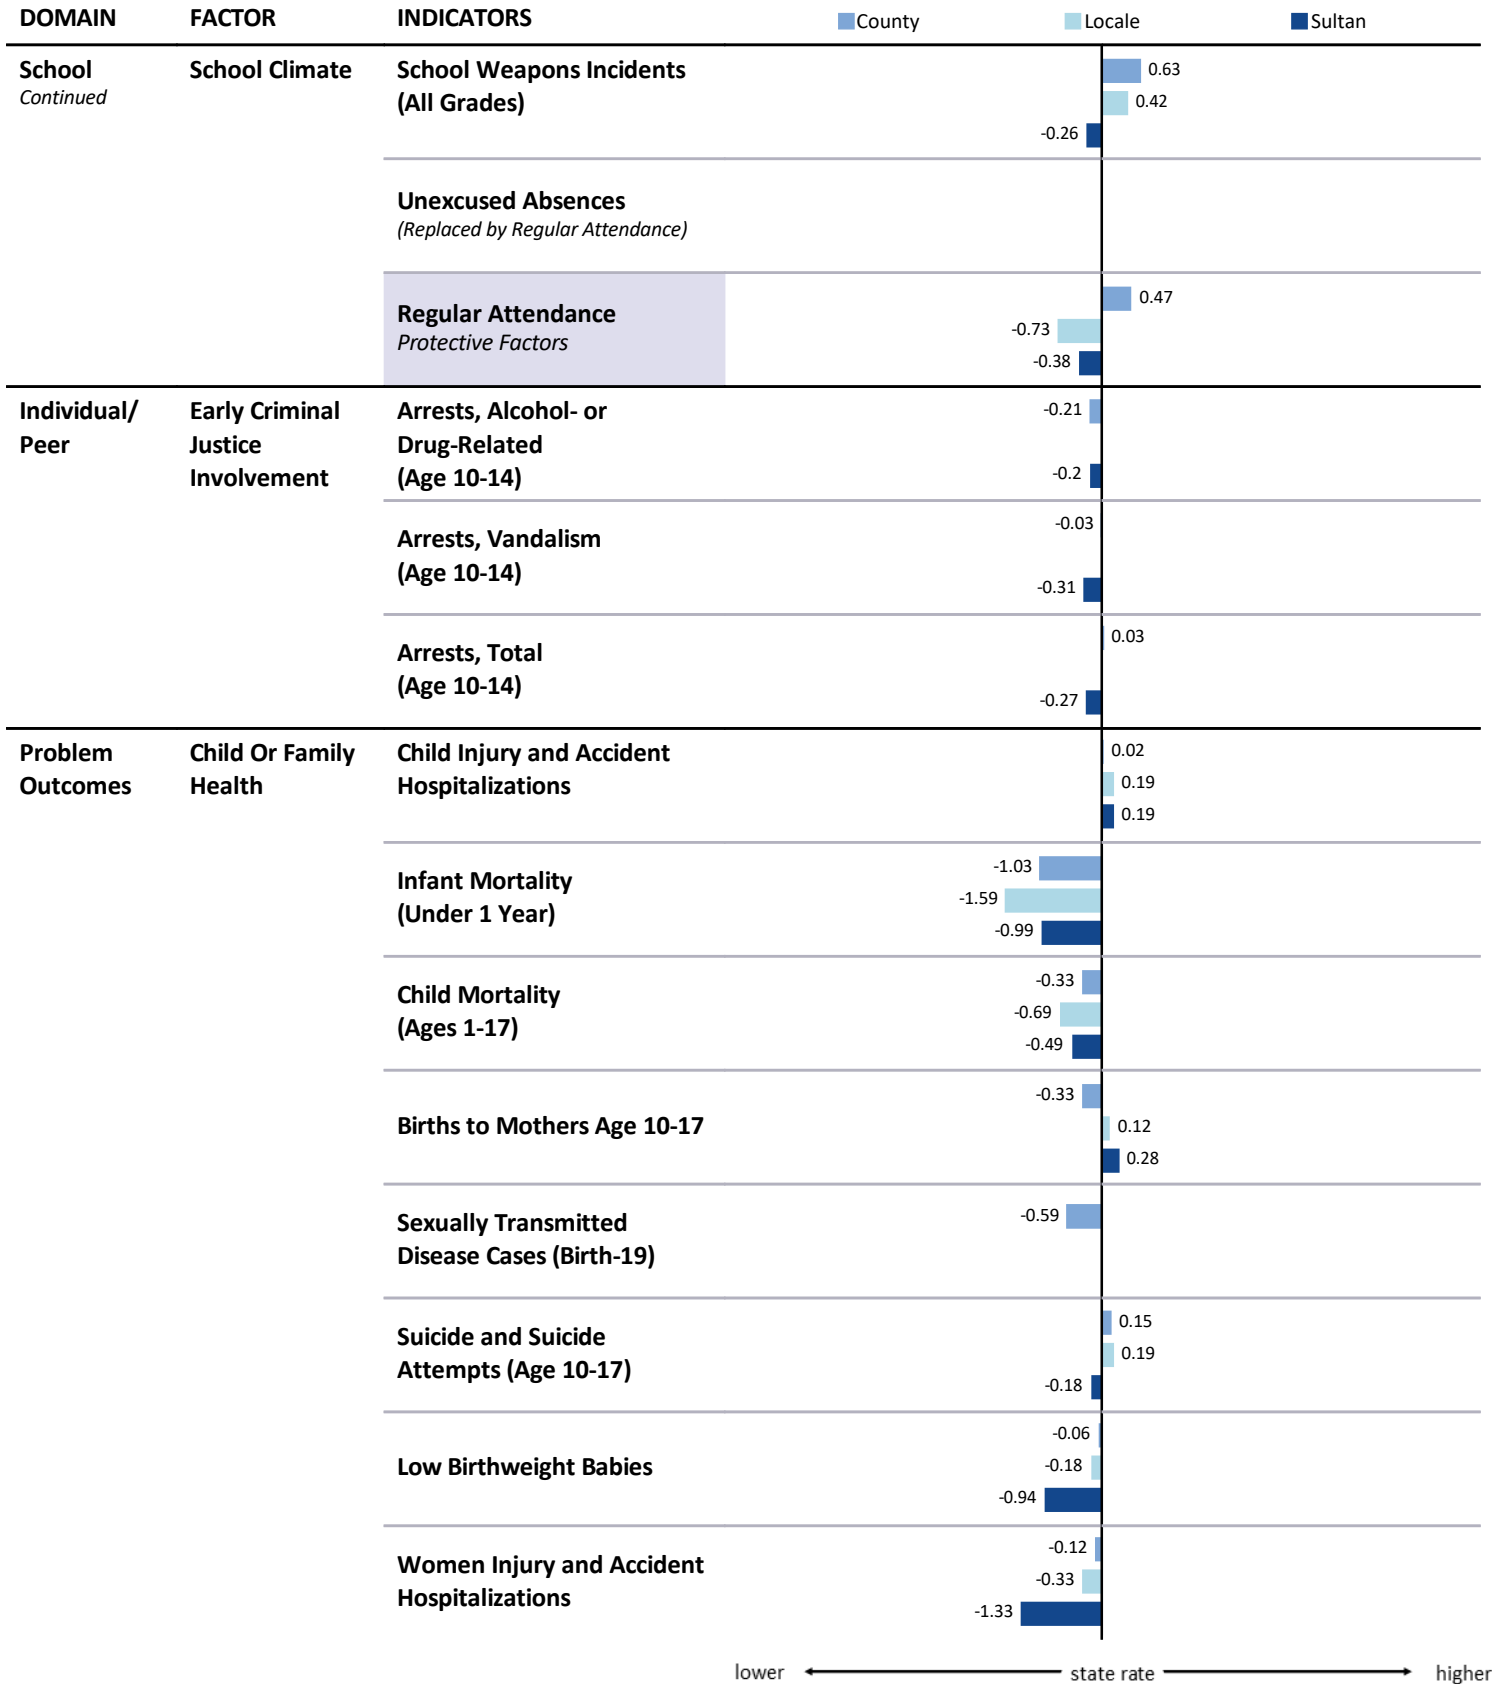 DOMAIN FACTOR INDICATORS County Locale Sultan
School School Climate School Weapons Incidents 0.63
Continued (All Grades) 0.42
-0.26
Unexcused Absences
(Replaced by Regular Attendance)
Regular Attendance 0.47
Protective Factors -0.73
-0.38
Individual/ Early Criminal Arrests, Alcohol- or -0.21
Peer Justice Drug-Related
Involvement (Age 10-14) -0.2
Arrests, Vandalism -0.03
(Age 10-14)
-0.31
Arrests, Total 0.03
(Age 10-14)
-0.27
Problem Child Or Family Child Injury and Accident 0.02
Outcomes Health Hospitalizations 0.19
0.19
Infant Mortality -1.03
(Under 1 Year) -1.59
-0.99
Child Mortality -0.33
(Ages 1-17) -0.69
-0.49
-0.33
Births to Mothers Age 10-17 0.12
0.28
Sexually Transmitted -0.59
Disease Cases (Birth-19)
Suicide and Suicide 0.15
Attempts (Age 10-17) 0.19
-0.18
-0.06
Low Birthweight Babies -0.18
-0.94
Women Injury and Accident -0.12
Hospitalizations -0.33
-1.33
lower state rate higher